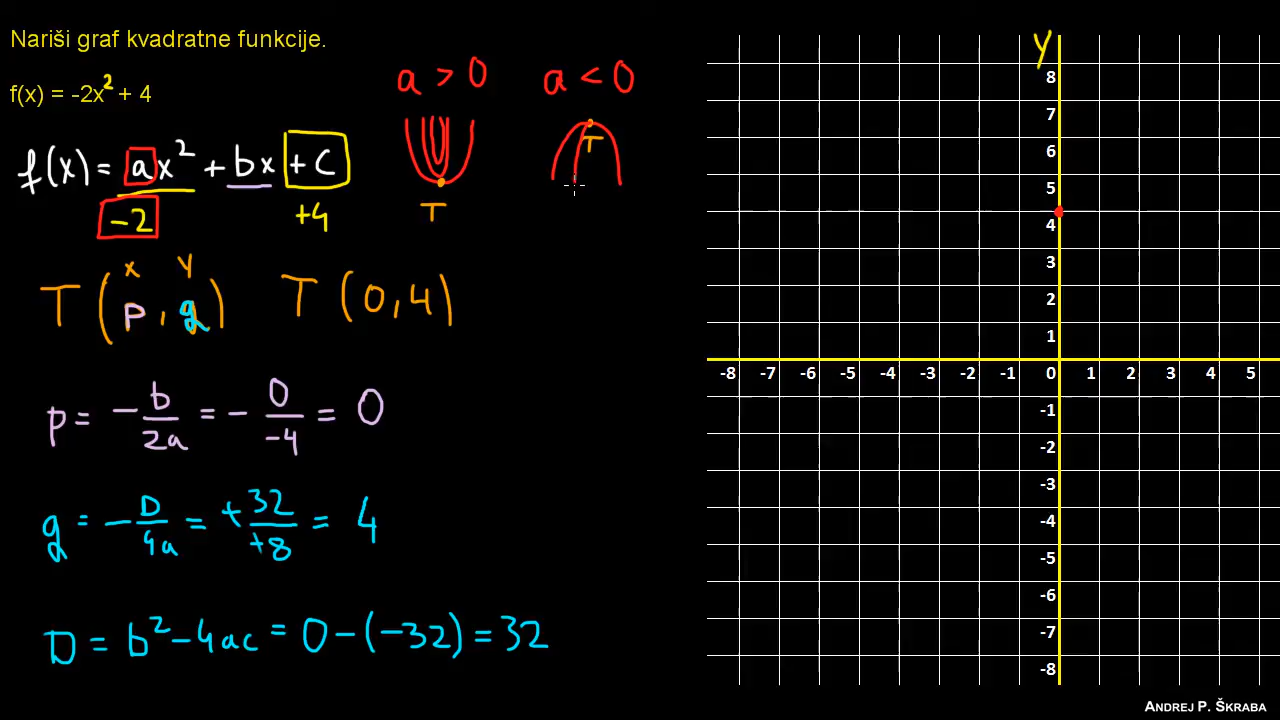 Nariši graf kvadratne funkcije.
f(x) = -2x² + 4
f(x) = ax² + bx + c
-2 +4
a > 0 a < 0
T
T
x y
T (p, q) T (0, 4)
p = - b/2a = - 0/-4 = 0
q = - D/4a = + 32/+8 = 4
D = b² - 4ac = 0 - (-32) = 32
y
8
7
6
5
4
3
2
1
-8 -7 -6 -5 -4 -3 -2 -1 0 1 2 3 4 5
-1
-2
-3
-4
-5
-6
-7
-8
ANDREJ P. ŠKRABA